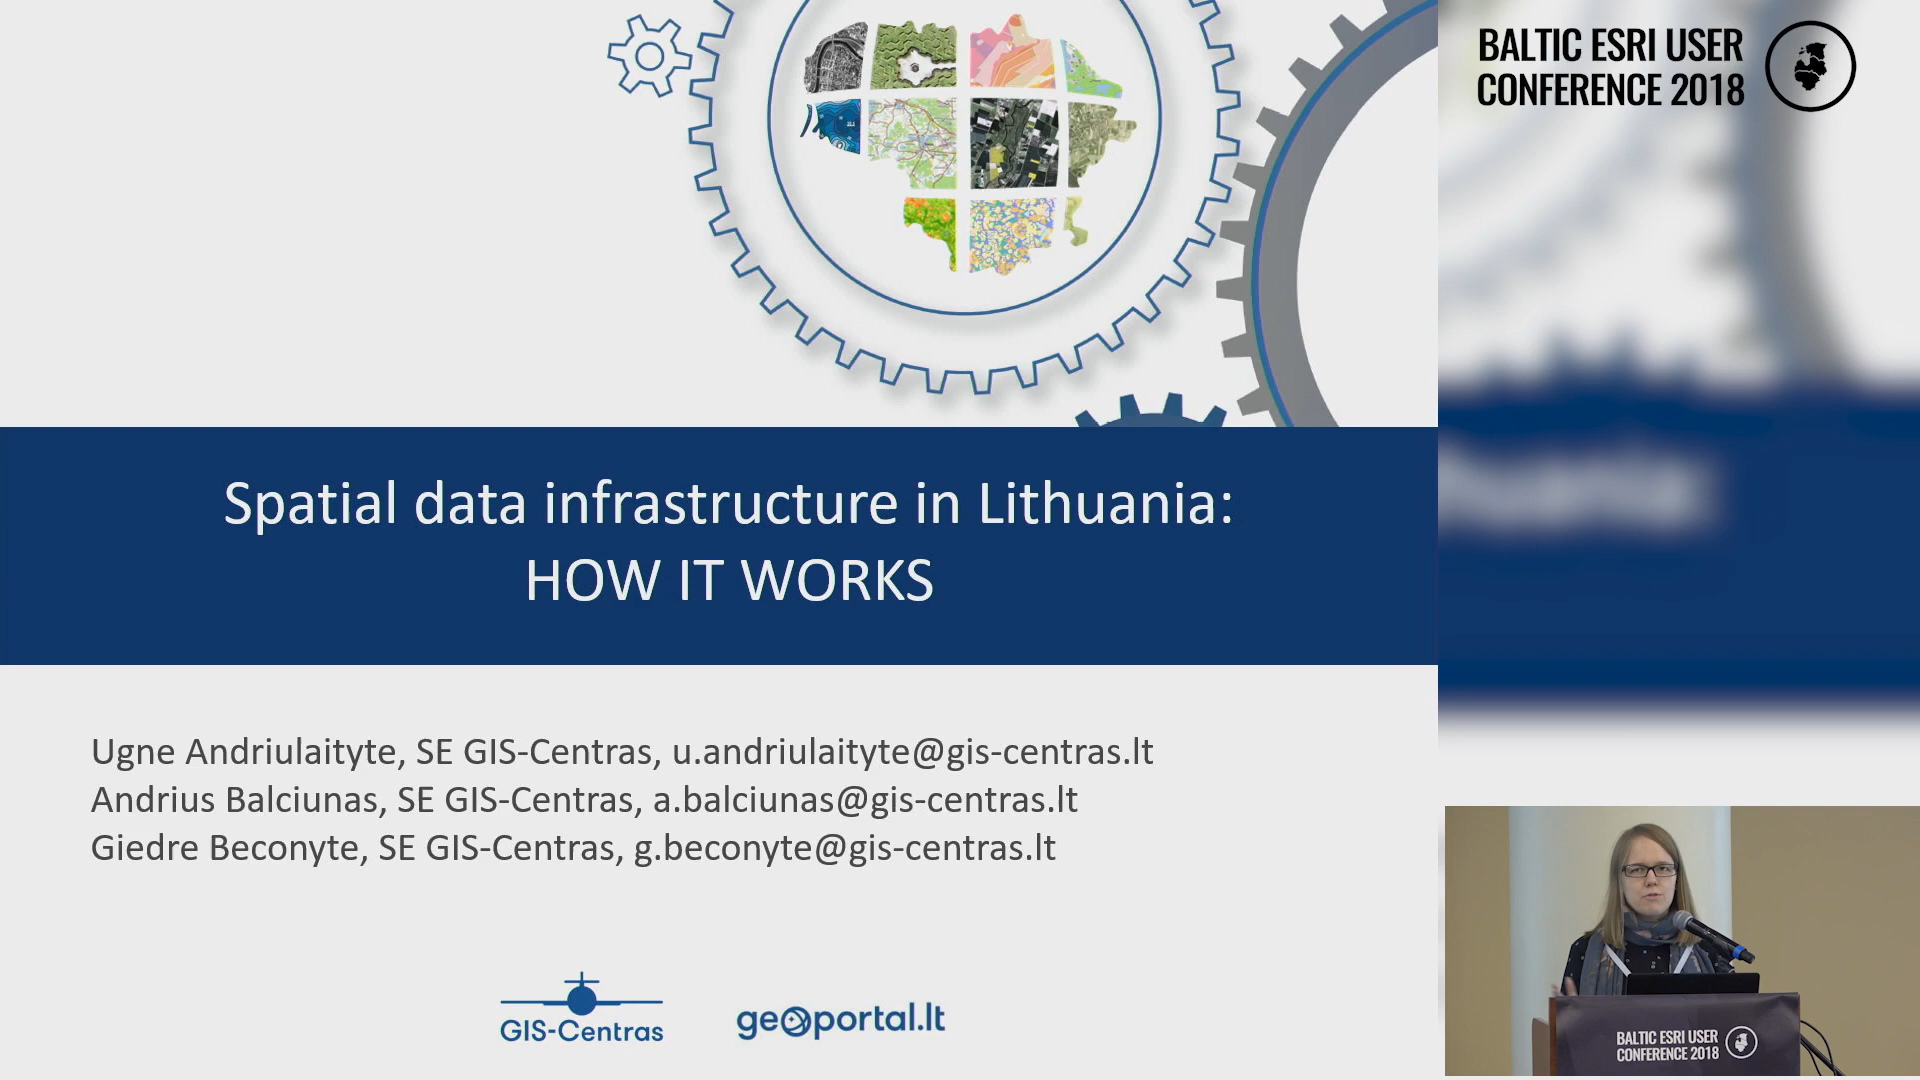 BALTIC ESRI USER
CONFERENCE 2018
Spatial data infrastructure in Lithuania:
HOW IT WORKS
Ugne Andriulaityte, SE GIS-Centras, u.andriulaityte@gis-centras.lt
Andrius Balciunas, SE GIS-Centras, a.balciunas@gis-centras.lt
Giedre Beconyte, SE GIS-Centras, g.beconyte@gis-centras.lt
GIS-Centras
geoportal.lt
BALTIC ESRI USER
CONFERENCE 2018